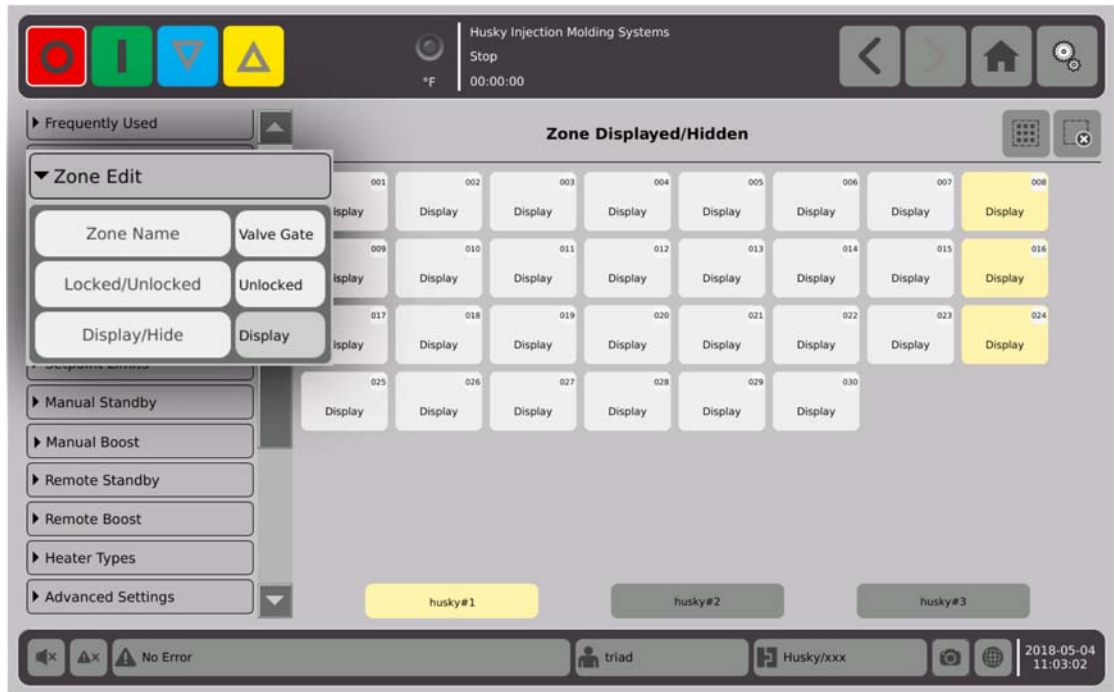 Husky Injection Molding Systems
Stop
°F
00:00:00
Frequently Used
Zone Displayed/Hidden
Zone Edit
Zone Name
Valve Gate
Locked/Unlocked
Unlocked
Display/Hide
Display
001
002
003
004
005
006
007
008
isplay
Display
Display
Display
Display
Display
Display
Display
009
010
011
012
013
014
015
016
isplay
Display
Display
Display
Display
Display
Display
Display
017
018
019
020
021
022
023
024
isplay
Display
Display
Display
Display
Display
Display
Display
025
026
027
028
029
030
Display
Display
Display
Display
Display
Display
Setpoint Limits
Manual Standby
Manual Boost
Remote Standby
Remote Boost
Heater Types
Advanced Settings
husky#1
husky#2
husky#3
No Error
triad
Husky/xxx
2018-05-04
11:03:02